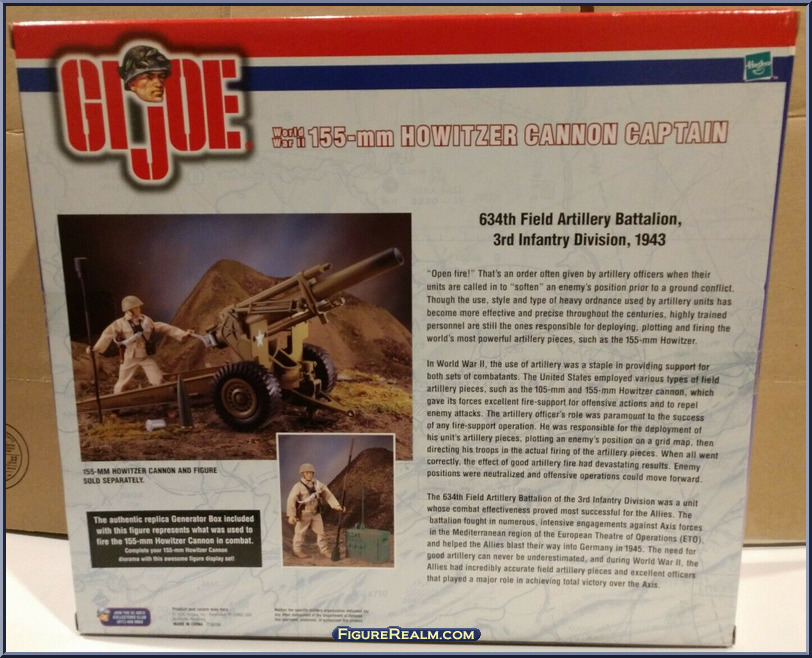 GI JOE
Hasbro
World War II 155-mm HOWITZER CANNON CAPTAIN
634th Field Artillery Battalion,
3rd Infantry Division, 1943
"Open fire!" That's an order often given by artillery officers when their
units are called in to "soften" an enemy's position prior to a ground conflict.
Though the use, style and type of heavy ordnance used by artillery units has
become more effective and precise throughout the centuries, highly trained
personnel are still the ones responsible for deploying, plotting and firing the
world's most powerful artillery pieces, such as the 155-mm Howitzer.
In World War II, the use of artillery was a staple in providing support for
both sets of combatants. The United States employed various types of field
artillery pieces, such as the 105-mm and 155-mm Howitzer cannon, which
gave its forces excellent fire-support for offensive actions and to repel
enemy attacks. The artillery officer's role was paramount to the success
of any fire-support operation. He was responsible for the deployment of
his unit's artillery pieces, plotting an enemy's position on a grid map, then
directing his troops in the actual firing of the artillery pieces. When all went
correctly, the effect of good artillery fire had devastating results. Enemy
positions were neutralized and offensive operations could move forward.
The 634th Field Artillery Battalion of the 3rd Infantry Division was a unit
whose combat effectiveness proved most successful for the Allies. The
battalion fought in numerous, intensive engagements against Axis forces
in the Mediterranean region of the European Theatre of Operations (ETO),
and helped the Allies blast their way into Germany in 1945. The need for
good artillery can never be underestimated, and during World War II, the
Allies had incredibly accurate field artillery pieces and excellent officers
that played a major role in achieving total victory over the Axis.
155-MM HOWITZER CANNON AND FIGURE
SOLD SEPARATELY.
The authentic replica Generator Box included
with this figure represents what was used to
fire the 155-mm Howitzer Cannon in combat.
Complete your 155-mm Howitzer Cannon
diorama with this awesome figure display set!
JOIN THE GI JOE
COLLECTORS CLUB
Product and colors may vary.
MADE IN CHINA
FIGUREREALM.COM